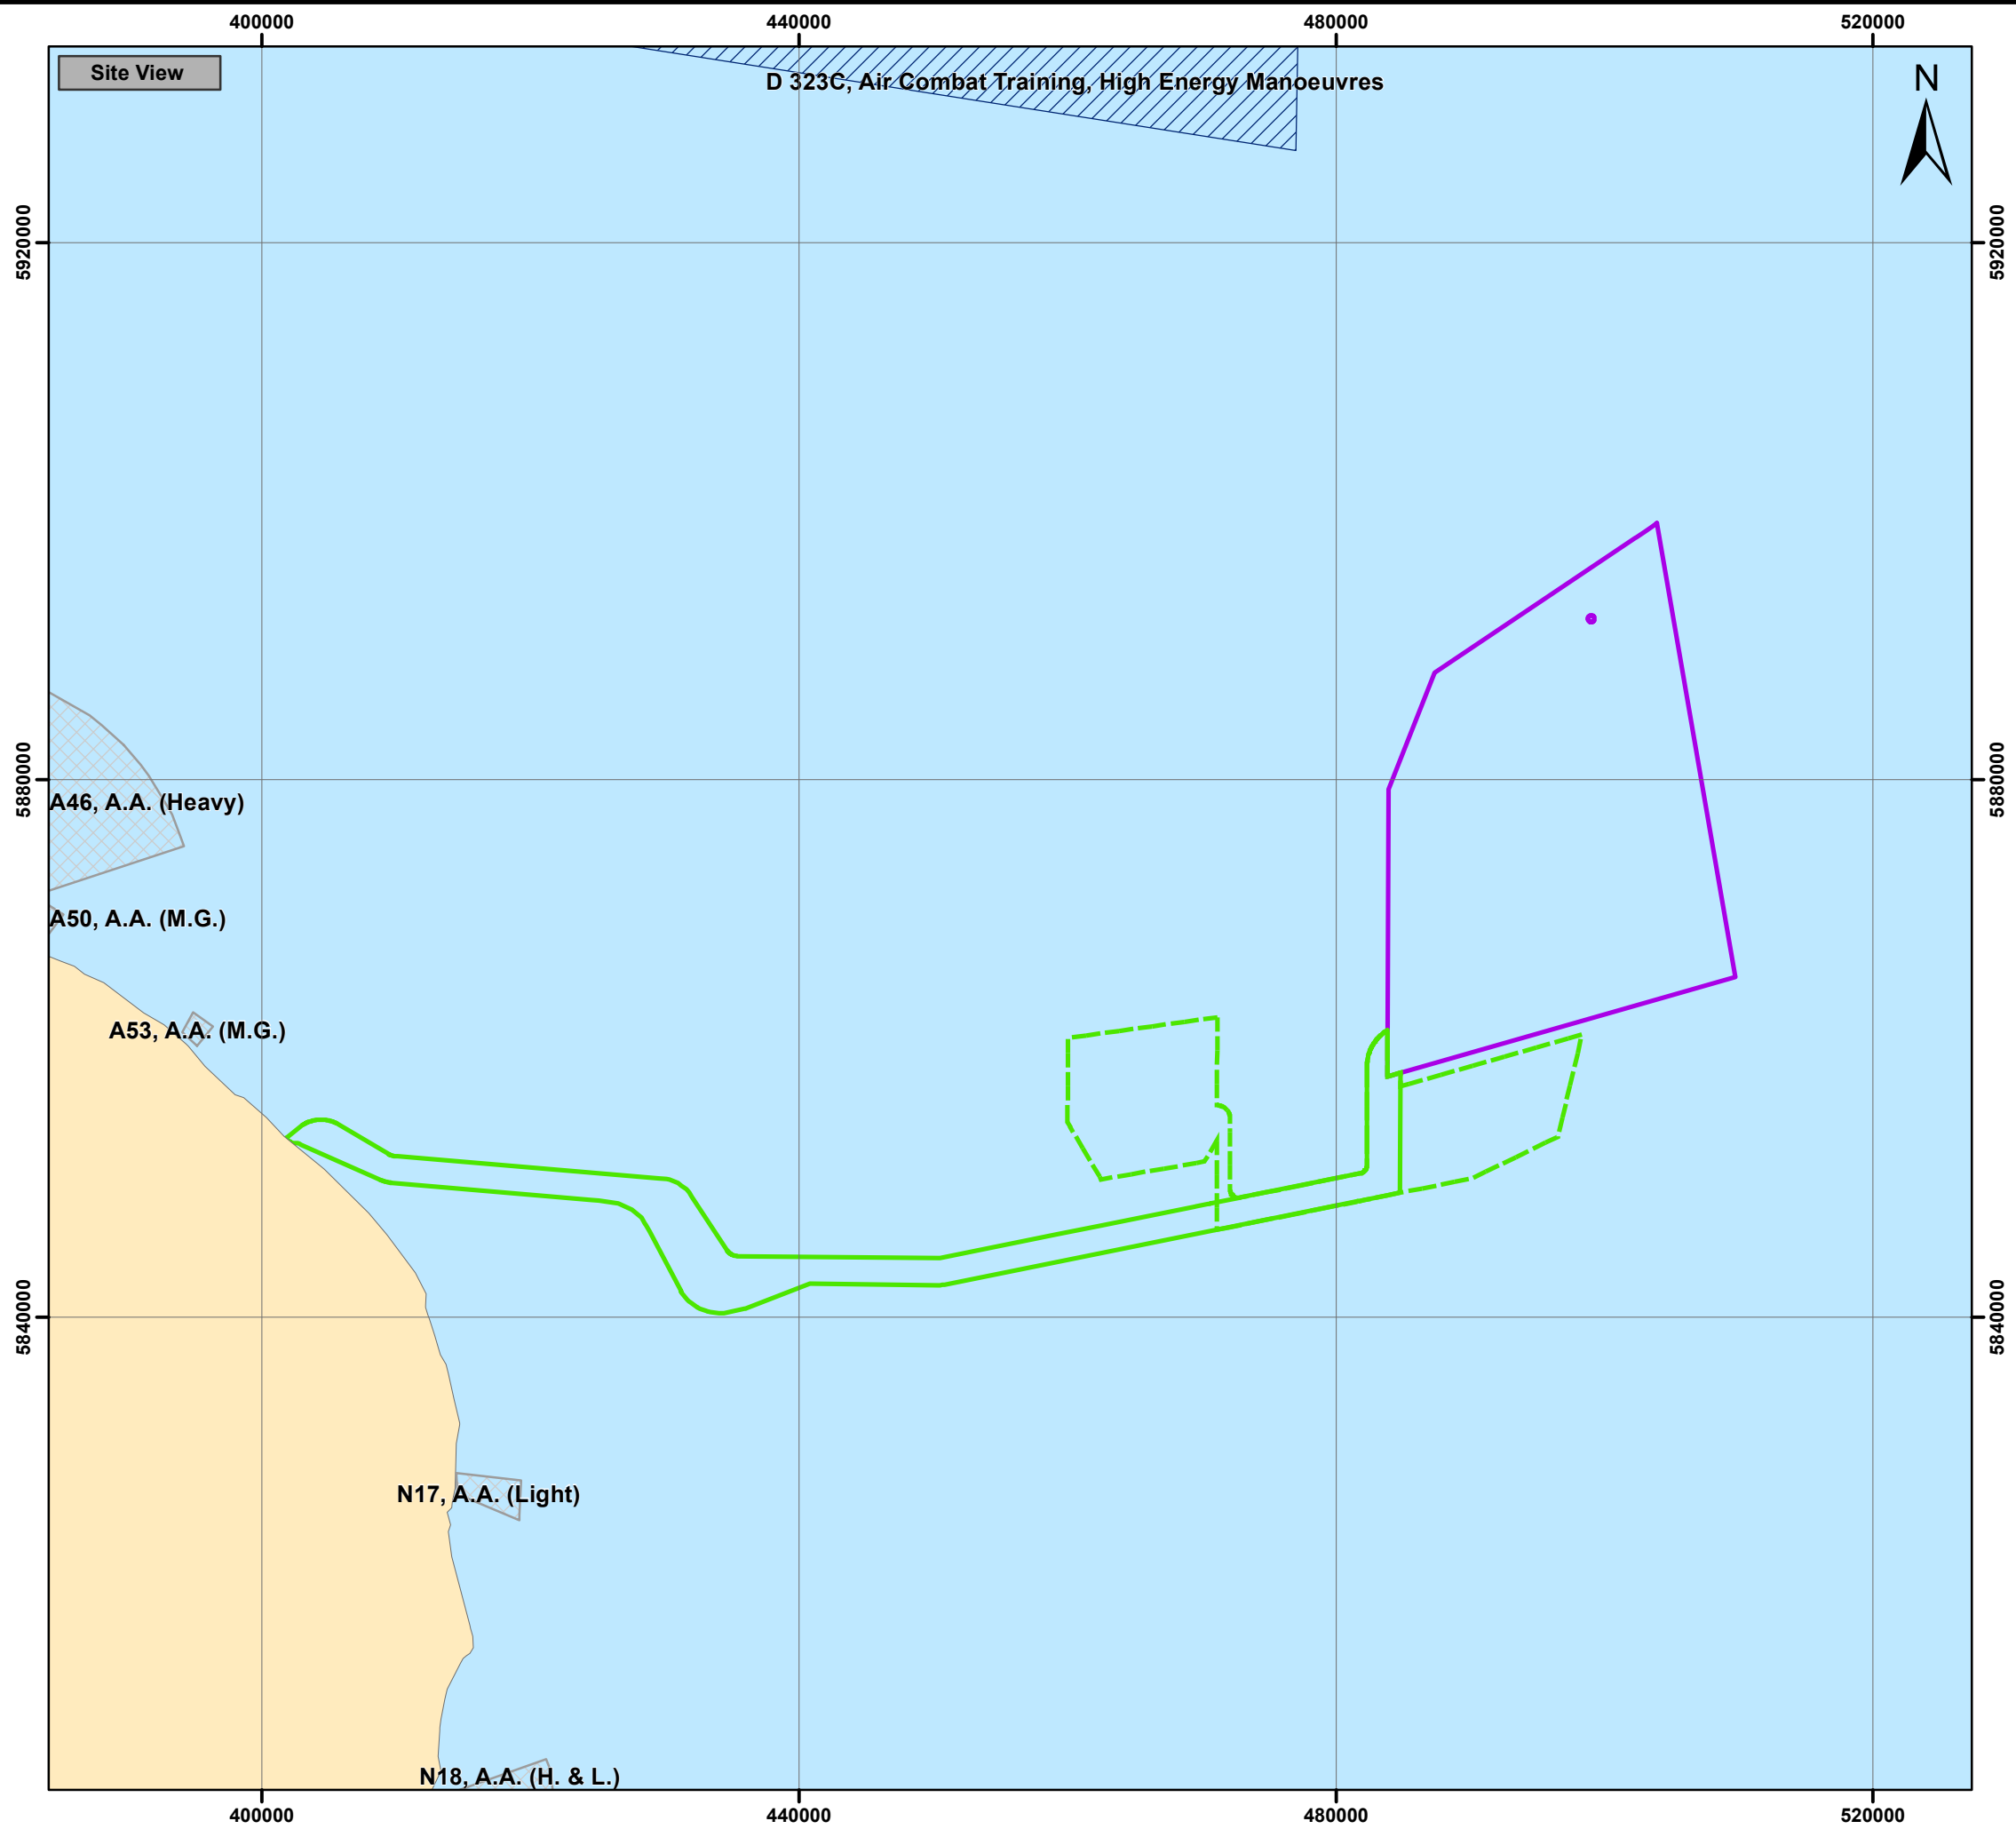 400000 440000 480000 520000
Site View
D 323C, Air Combat Training, High Energy Manoeuvres
N
5920000 5920000
5880000 5880000
A46, A.A. (Heavy)
A50, A.A. (M.G.)
A53, A.A. (M.G.)
5840000 5840000
N17, A.A. (Light)
N18, A.A. (H. & L.)
400000 440000 480000 520000